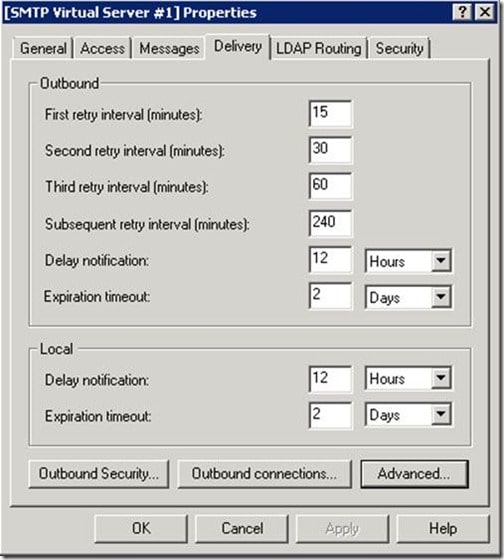 [SMTP Virtual Server #1] Properties ? X
General Access Messages Delivery LDAP Routing Security
Outbound
First retry interval (minutes): 15
Second retry interval (minutes): 30
Third retry interval (minutes): 60
Subsequent retry interval (minutes): 240
Delay notification: 12 Hours
Expiration timeout: 2 Days
Local
Delay notification: 12 Hours
Expiration timeout: 2 Days
Outbound Security... Outbound connections... Advanced...
OK Cancel Apply Help